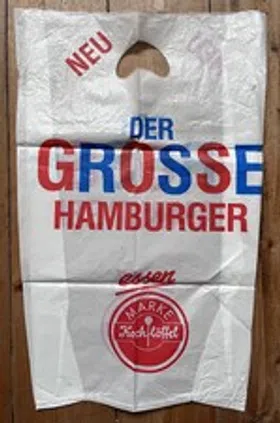 NEU
DER
GROSSE
HAMBURGER
essen
MARKE
Kochlöffel